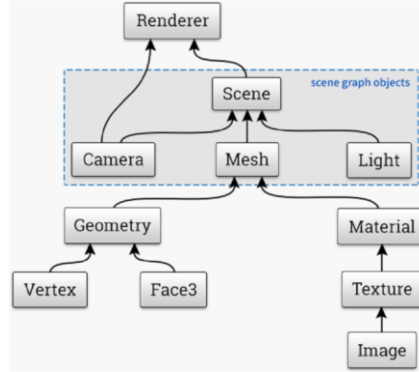 Renderer
scene graph objects
Scene
Camera
Mesh
Light
Geometry
Material
Vertex
Face3
Texture
Image